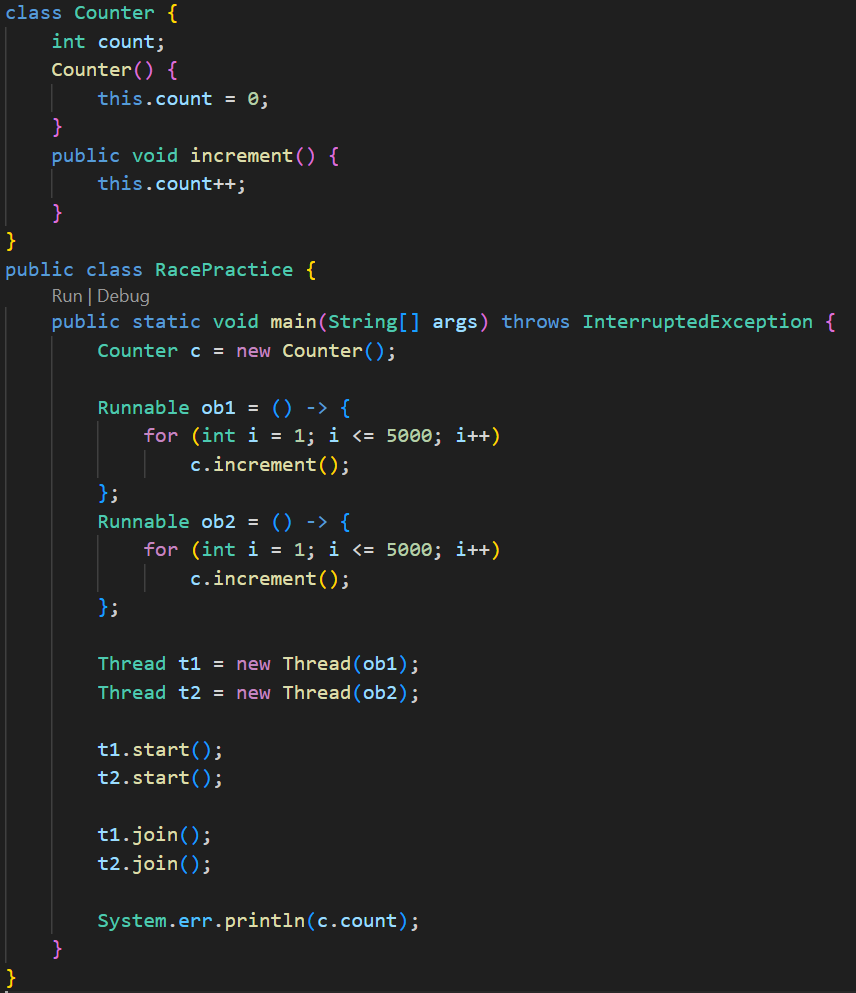 class Counter {
    int count;
    Counter() {
        this.count = 0;
    }
    public void increment() {
        this.count++;
    }
}
public class RacePractice {
    Run | Debug
    public static void main(String[] args) throws InterruptedException {
        Counter c = new Counter();

        Runnable ob1 = () -> {
            for (int i = 1; i <= 5000; i++)
                c.increment();
        };
        Runnable ob2 = () -> {
            for (int i = 1; i <= 5000; i++)
                c.increment();
        };

        Thread t1 = new Thread(ob1);
        Thread t2 = new Thread(ob2);

        t1.start();
        t2.start();

        t1.join();
        t2.join();

        System.err.println(c.count);
    }
}